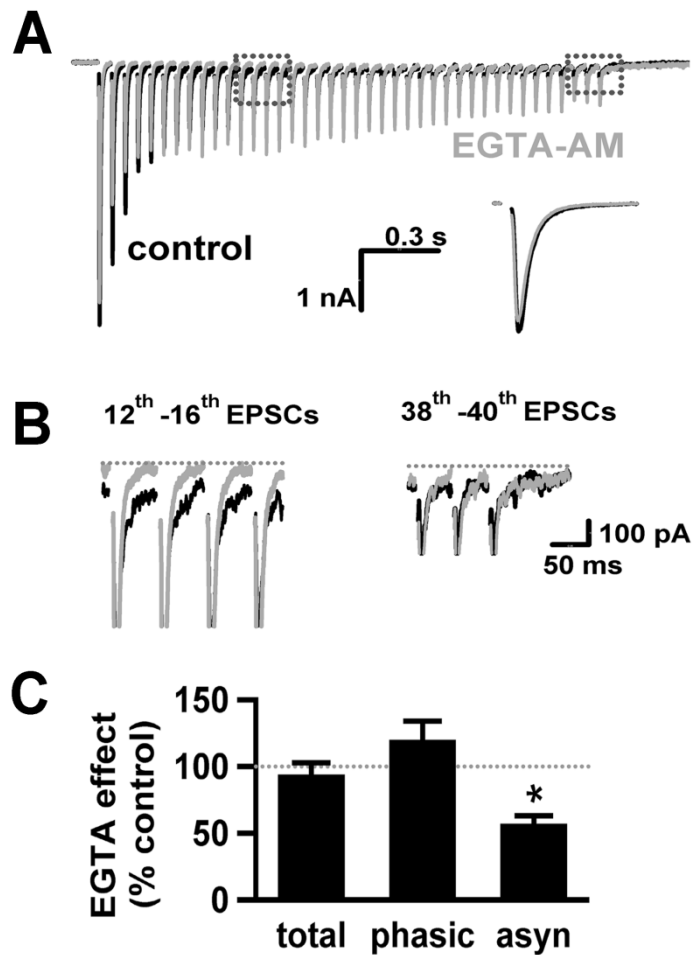 A
EGTA-AM
control
0.3 s
1 nA
B
12th -16th EPSCs
38th -40th EPSCs
100 pA
50 ms
C
EGTA effect
(% control)
150
100
50
0
*
total phasic asyn